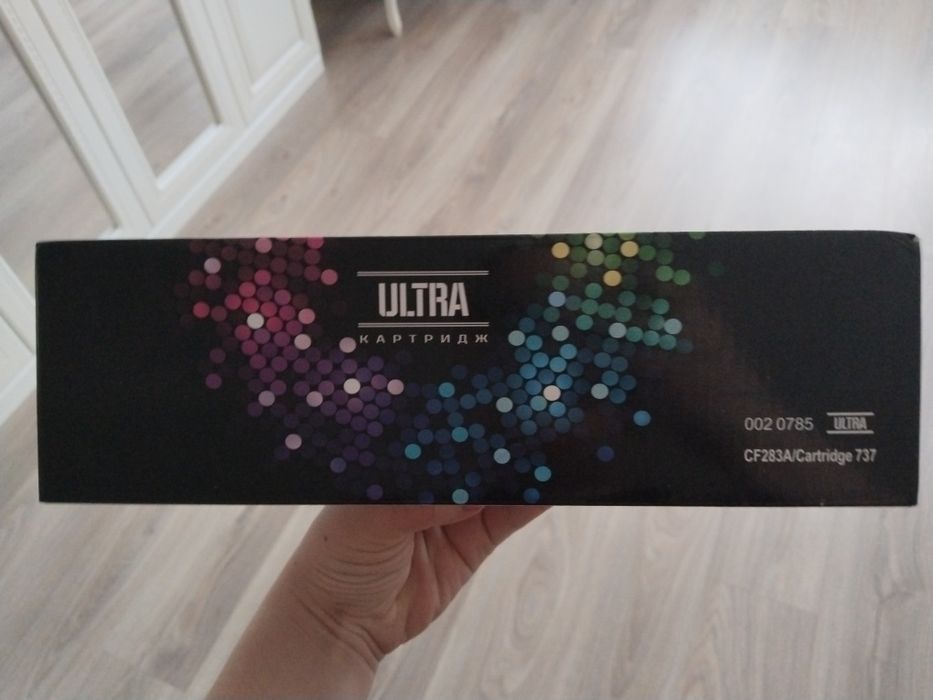 ULTRA
КАРТРИДЖ
002 0785 ULTRA
CF283A/Cartridge 737